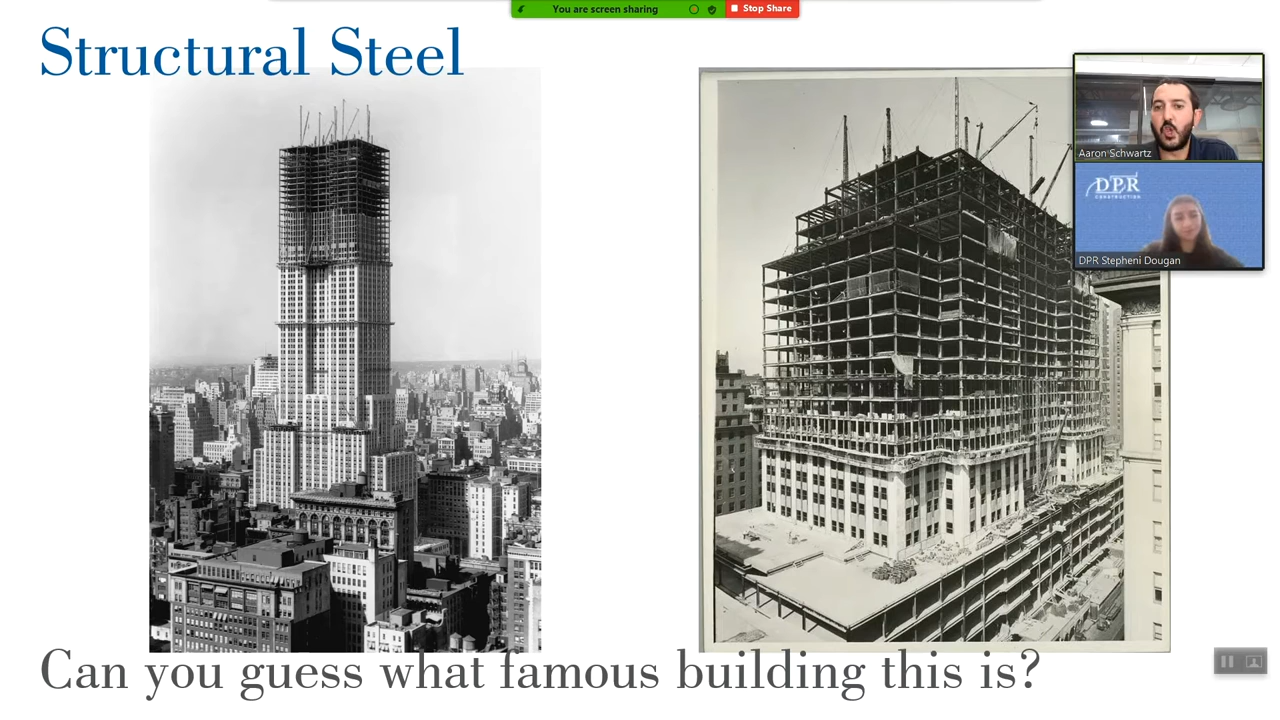 You are screen sharing
Stop Share
Structural Steel
Aaron Schwartz
DPR
CONSTRUCTION
DPR Stepheni Dougan
Can you guess what famous building this is?